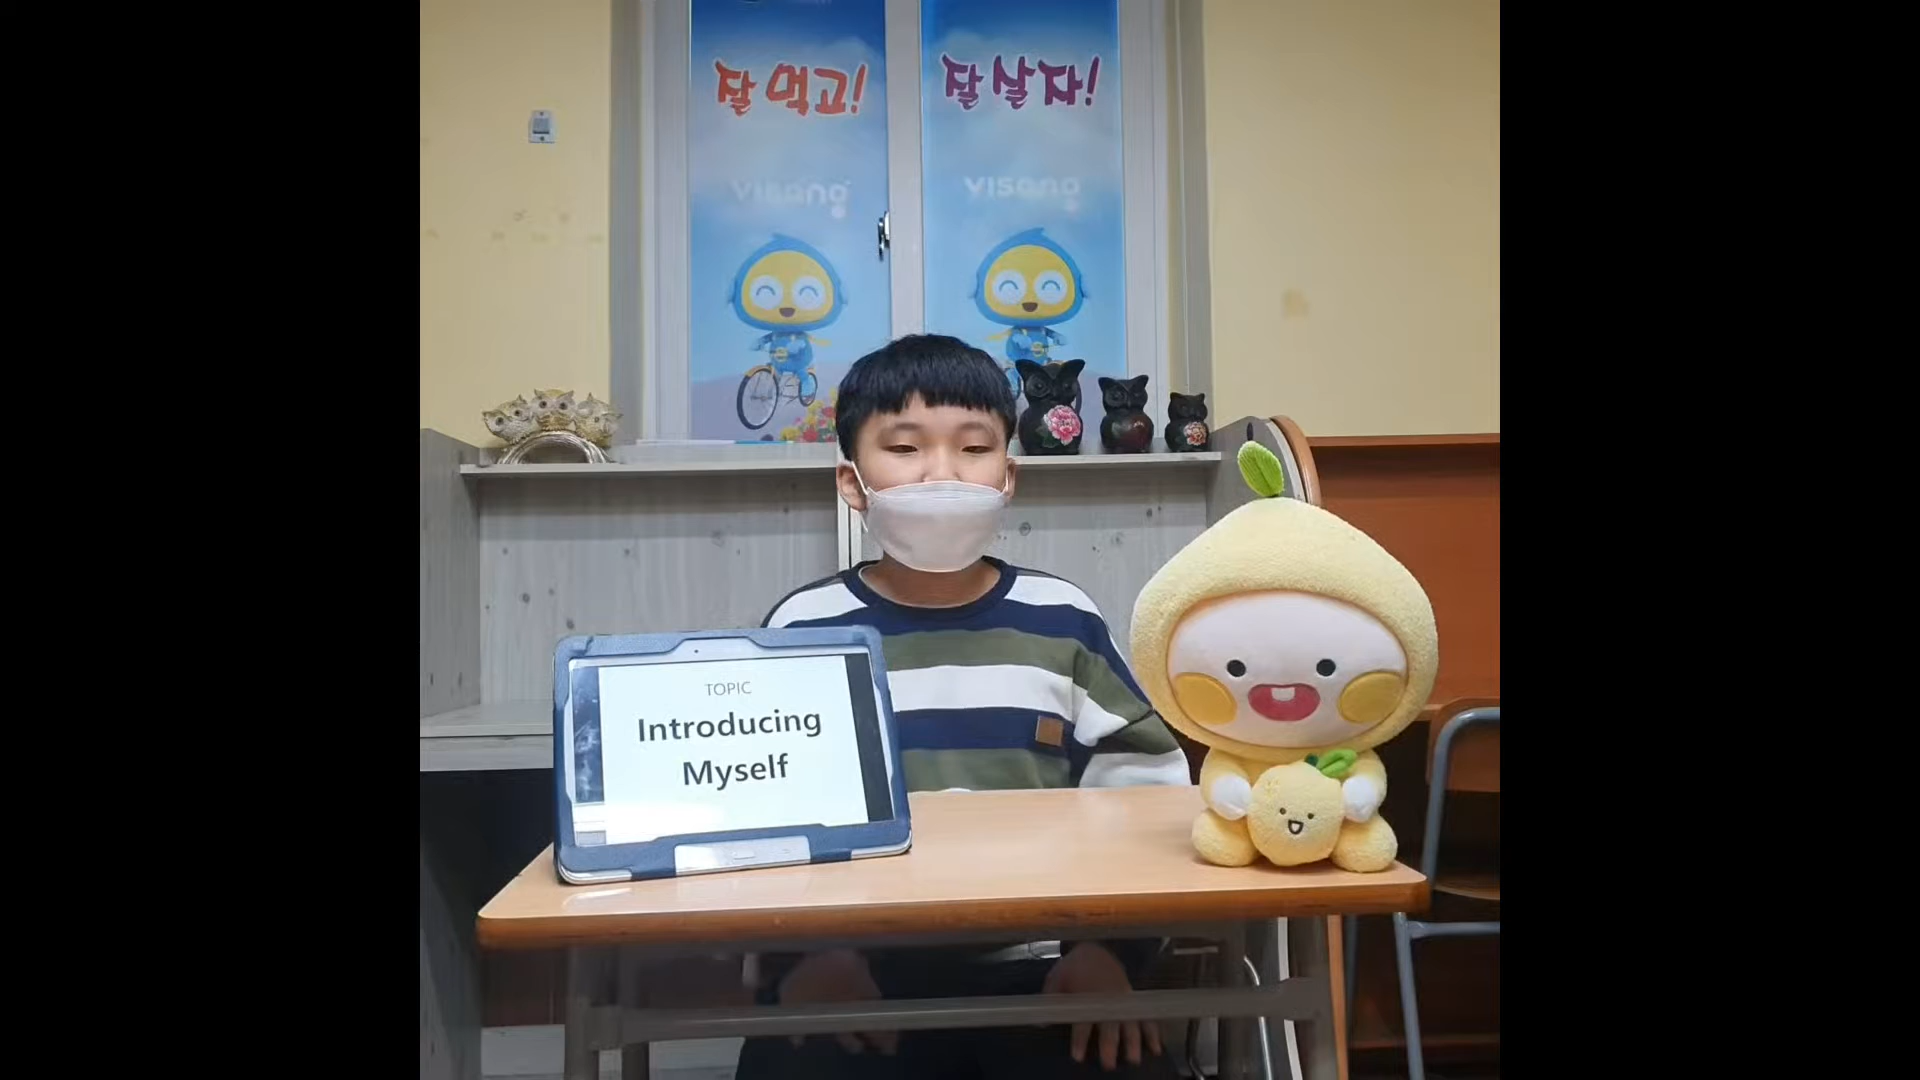 잘 먹고!
잘 살자!
visang
visang
TOPIC
Introducing
Myself